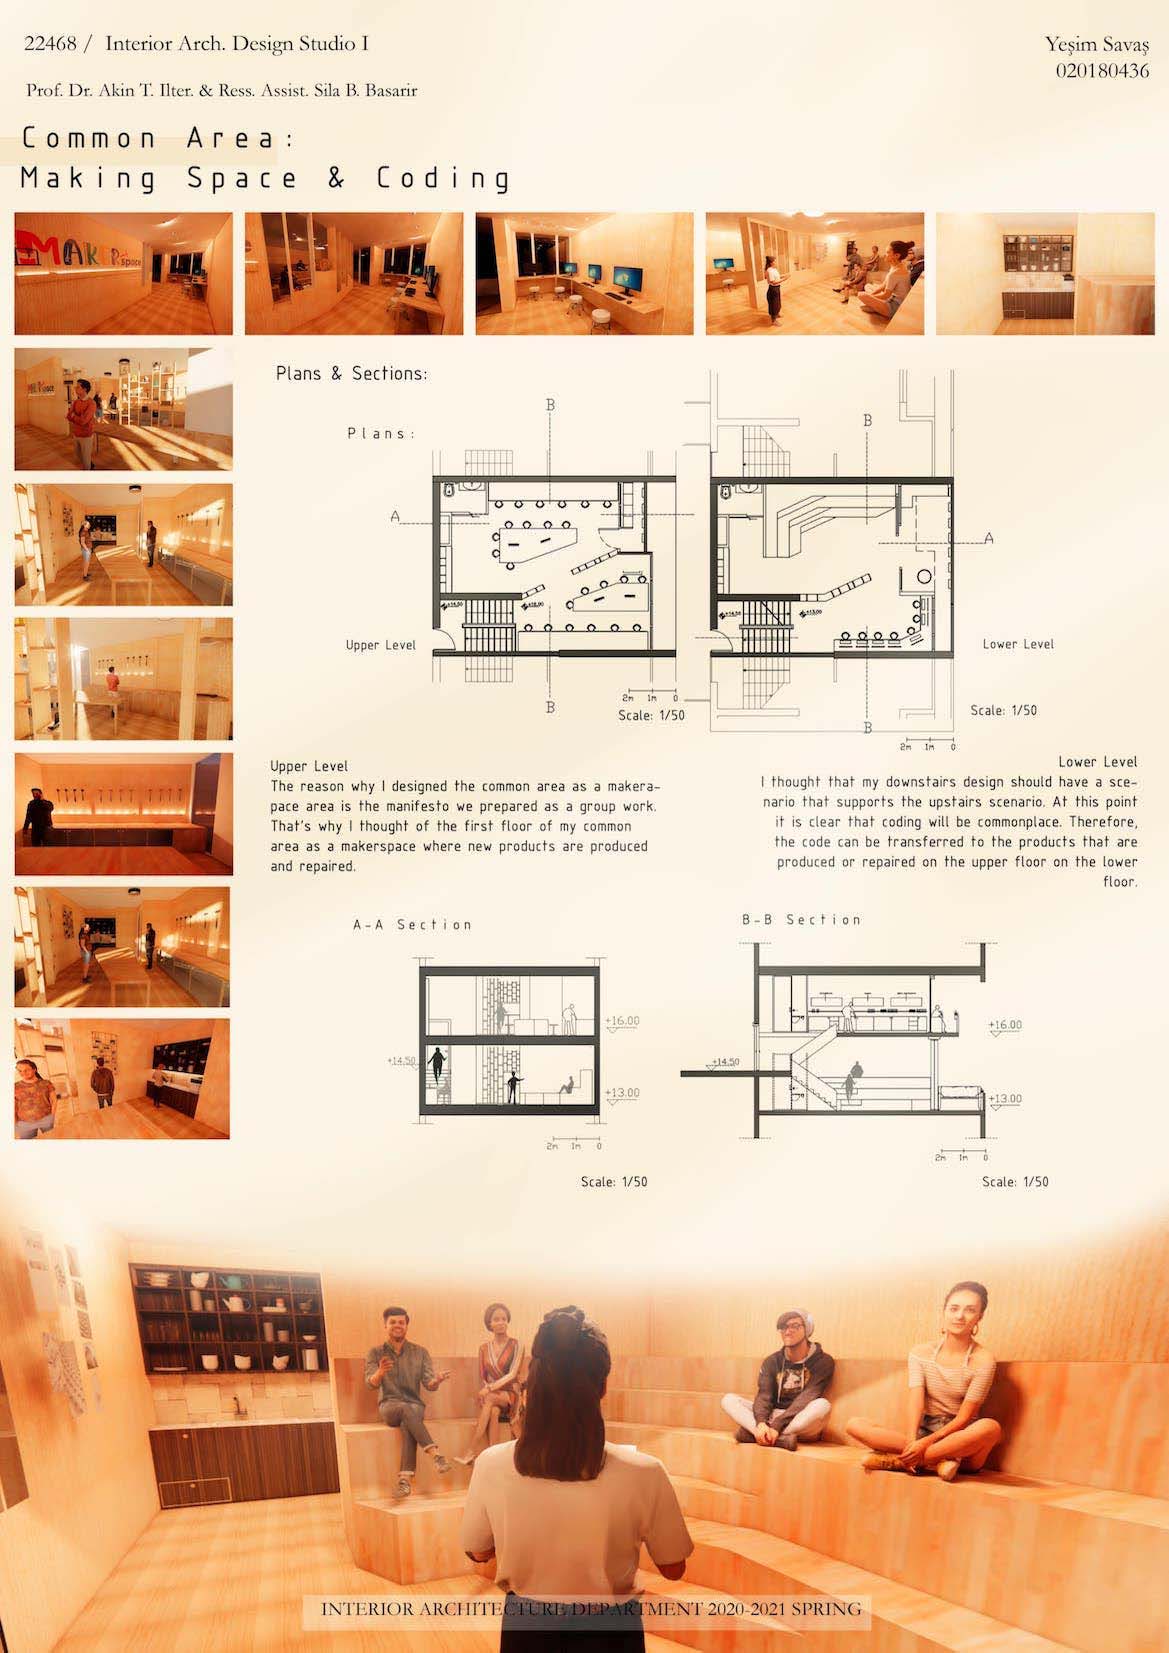 22468 / Interior Arch. Design Studio I
Yeşim Savaş
020180436
Prof. Dr. Akin T. Ilter. & Ress. Assist. Sila B. Basarir
Common Area:
Making Space & Coding
MAKER space
Plans & Sections:
Plans:
B
B
A
A
+14.50
+16.00
+14.50
+13.00
Upper Level
Lower Level
B
B
2m 1m 0
Scale: 1/50
Scale: 1/50
2m 1m 0
Upper Level
The reason why I designed the common area as a makera-
pace area is the manifesto we prepared as a group work.
That's why I thought of the first floor of my common
area as a makerspace where new products are produced
and repaired.
Lower Level
I thought that my downstairs design should have a sce-
nario that supports the upstairs scenario. At this point
it is clear that coding will be commonplace. Therefore,
the code can be transferred to the products that are
produced or repaired on the upper floor on the lower
floor.
A-A Section
+16.00
+14.50
+13.00
2m 1m 0
Scale: 1/50
B-B Section
+16.00
+14.50
+13.00
2m 1m 0
Scale: 1/50
INTERIOR ARCHITECTURE DEPARTMENT 2020-2021 SPRING